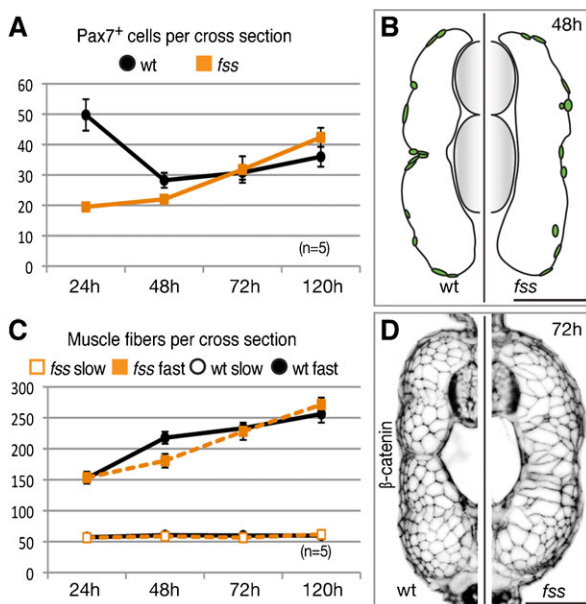 A
Pax7⁺ cells per cross section
wt fss
60
50
40
30
20
10
0
24h 48h 72h 120h
(n=5)
B
48h
wt fss
C
Muscle fibers per cross section
fss slow fss fast wt slow wt fast
300
250
200
150
100
50
0
24h 48h 72h 120h
(n=5)
D
72h
β-catenin
wt fss